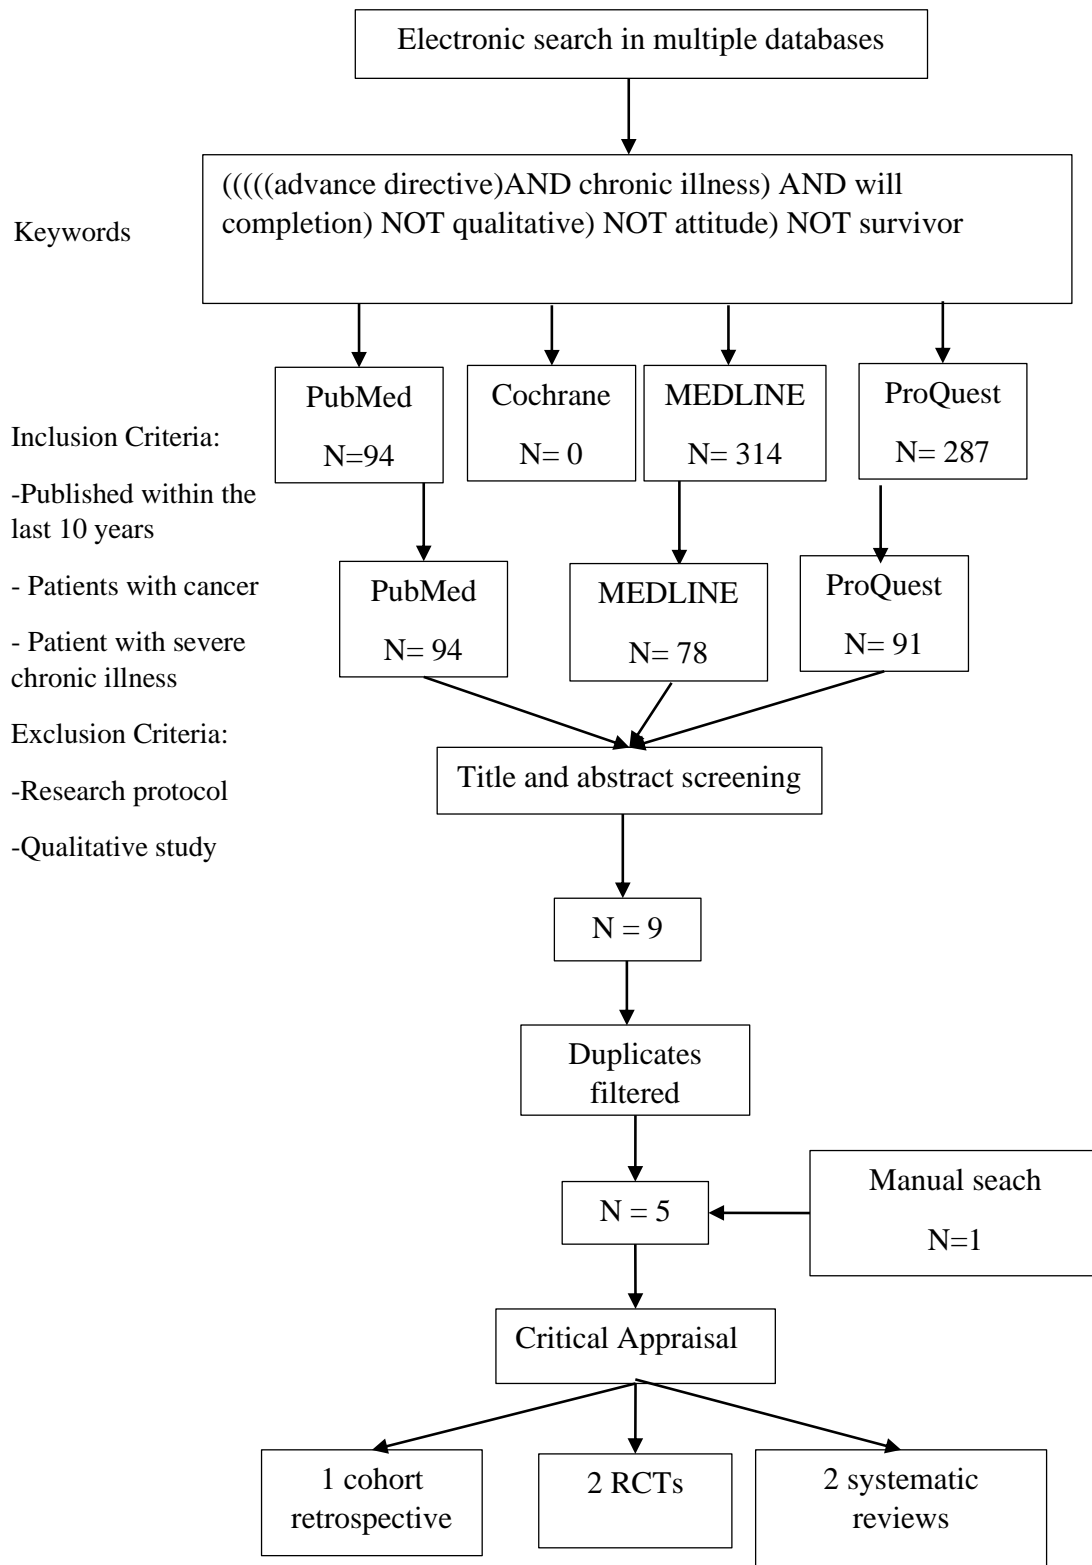 Electronic search in multiple databases
Keywords
(((((advance directive)AND chronic illness) AND will
completion) NOT qualitative) NOT attitude) NOT survivor
PubMed
N=94
Cochrane
N= 0
MEDLINE
N= 314
ProQuest
N= 287
Inclusion Criteria:
-Published within the
last 10 years
- Patients with cancer
- Patient with severe
chronic illness
Exclusion Criteria:
-Research protocol
-Qualitative study
PubMed
N= 94
MEDLINE
N= 78
ProQuest
N= 91
Title and abstract screening
N = 9
Duplicates
filtered
N = 5
Manual seach
N=1
Critical Appraisal
1 cohort
retrospective
2 RCTs
2 systematic
reviews